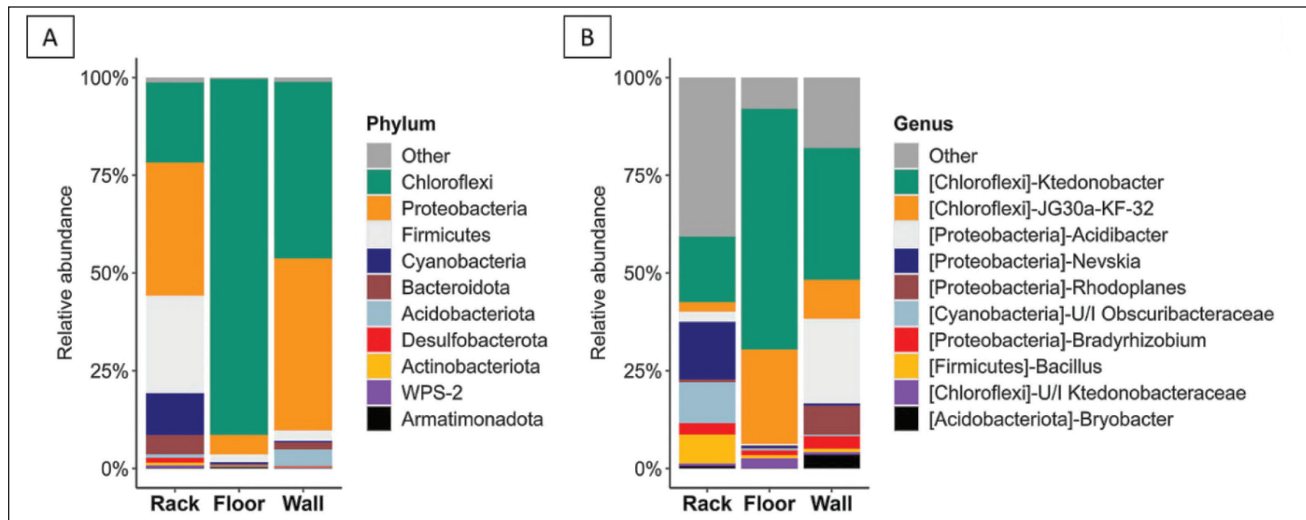 A
Relative abundance
100%
75%
50%
25%
0%
Rack Floor Wall
Phylum
Other
Chloroflexi
Proteobacteria
Firmicutes
Cyanobacteria
Bacteroidota
Acidobacteriota
Desulfobacterota
Actinobacteriota
WPS-2
Armatimonadota
B
Relative abundance
100%
75%
50%
25%
0%
Rack Floor Wall
Genus
Other
[Chloroflexi]-Ktedonobacter
[Chloroflexi]-JG30a-KF-32
[Proteobacteria]-Acidibacter
[Proteobacteria]-Nevskia
[Proteobacteria]-Rhodoplanes
[Cyanobacteria]-U/I Obscuribacteraceae
[Proteobacteria]-Bradyrhizobium
[Firmicutes]-Bacillus
[Chloroflexi]-U/I Ktedonobacteraceae
[Acidobacteriota]-Bryobacter